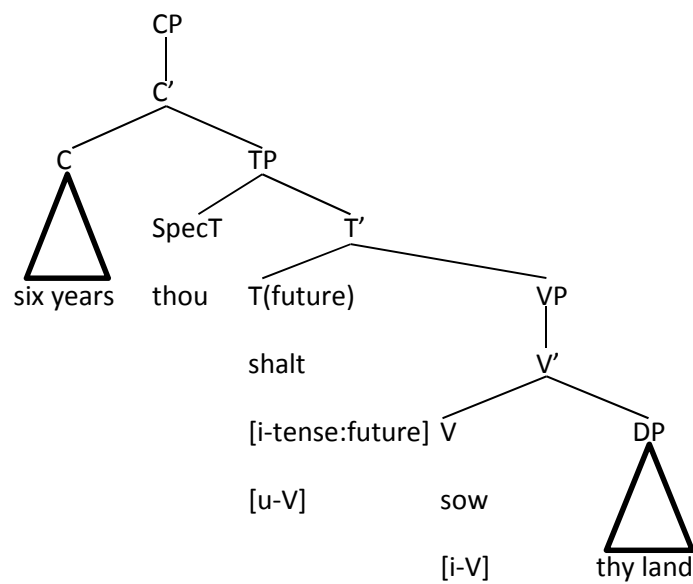 CP
C’
C TP
SpecT T’
six years thou T(future) VP
shalt V’
[i-tense:future] V DP
[u-V] sow
[i-V] thy land